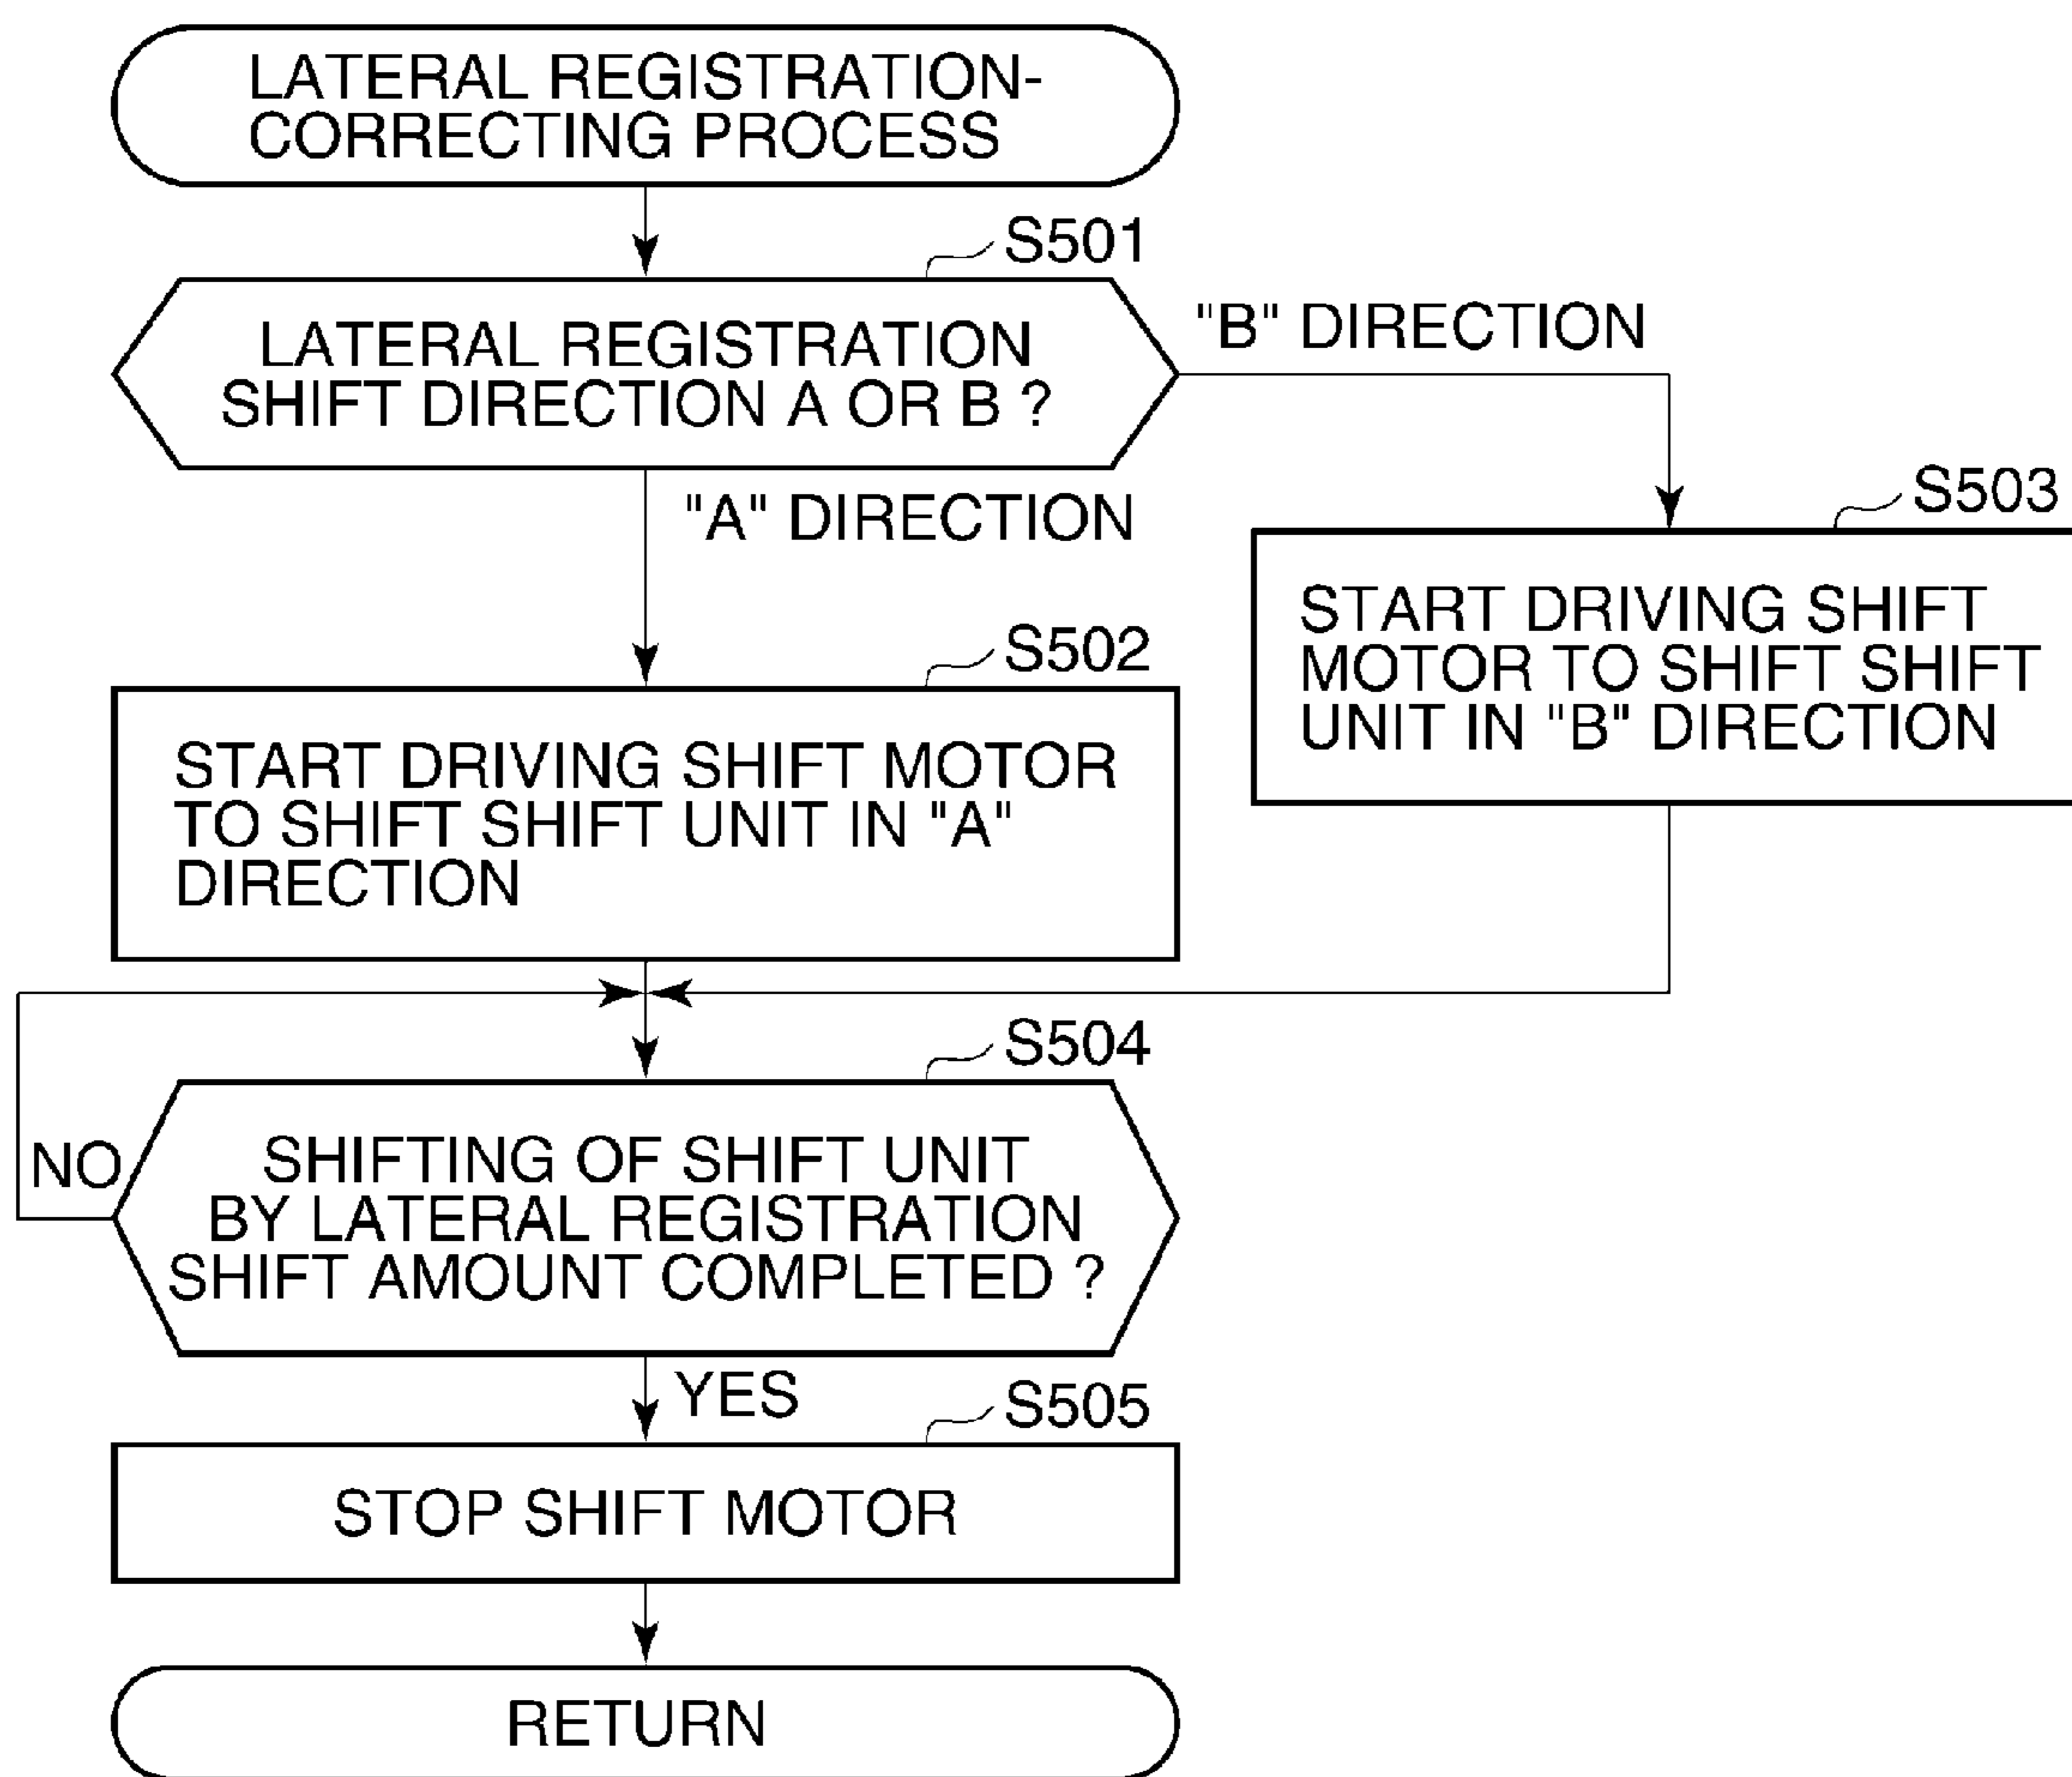 LATERAL REGISTRATION-
CORRECTING PROCESS
S501
LATERAL REGISTRATION
SHIFT DIRECTION A OR B ?
"B" DIRECTION
"A" DIRECTION
S503
START DRIVING SHIFT
MOTOR TO SHIFT SHIFT
UNIT IN "B" DIRECTION
S502
START DRIVING SHIFT MOTOR
TO SHIFT SHIFT UNIT IN "A"
DIRECTION
S504
NO
SHIFTING OF SHIFT UNIT
BY LATERAL REGISTRATION
SHIFT AMOUNT COMPLETED ?
YES
S505
STOP SHIFT MOTOR
RETURN